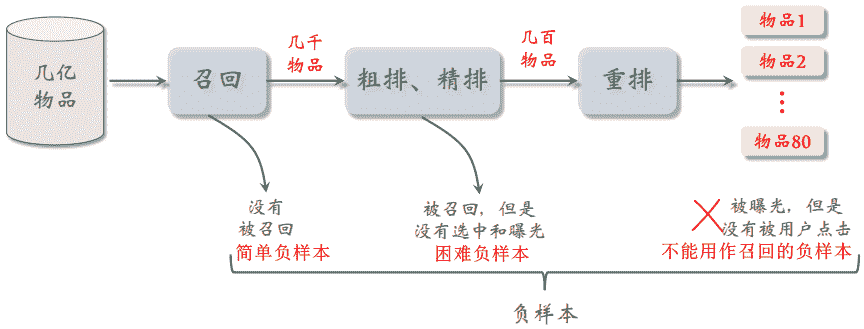 几亿
物品
召回
几千
物品
粗排、精排
几百
物品
重排
物品1
物品2
物品80
没有
被召回
简单负样本
被召回，但是
没有选中和曝光
困难负样本
被曝光，但是
没有被用户点击
不能用作召回的负样本
负样本